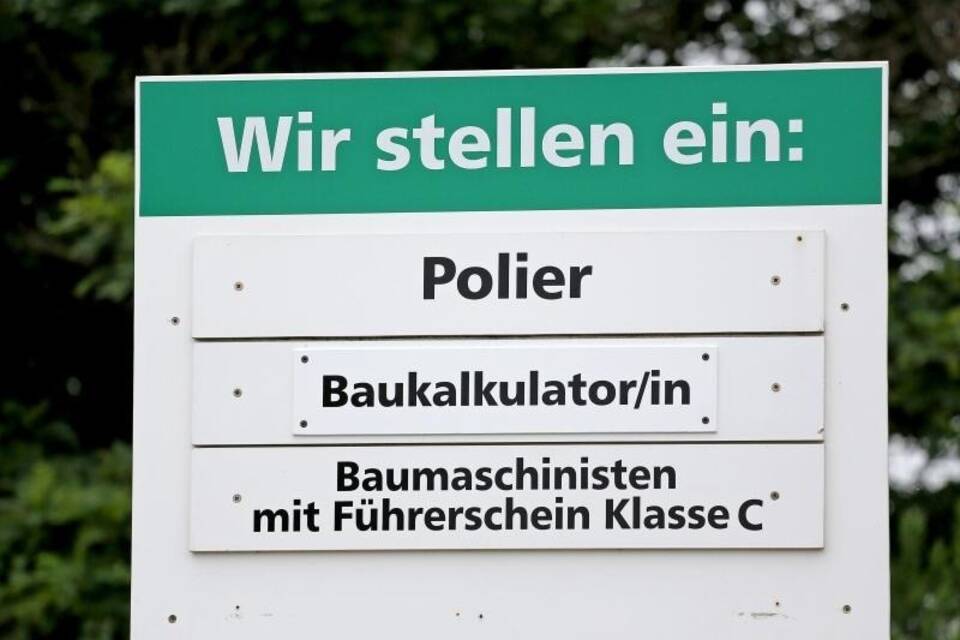 Wir stellen ein:
Polier
Baukalkulator/in
Baumaschinisten
mit Führerschein Klasse C